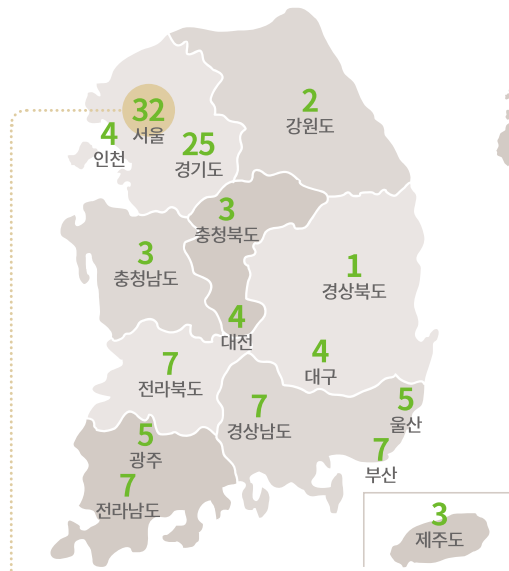 2
강원도
32
서울
4
인천
25
경기도
3
충청북도
3
충청남도
1
경상북도
4
대전
4
대구
7
전라북도
7
경상남도
5
울산
5
광주
7
부산
7
전라남도
3
제주도